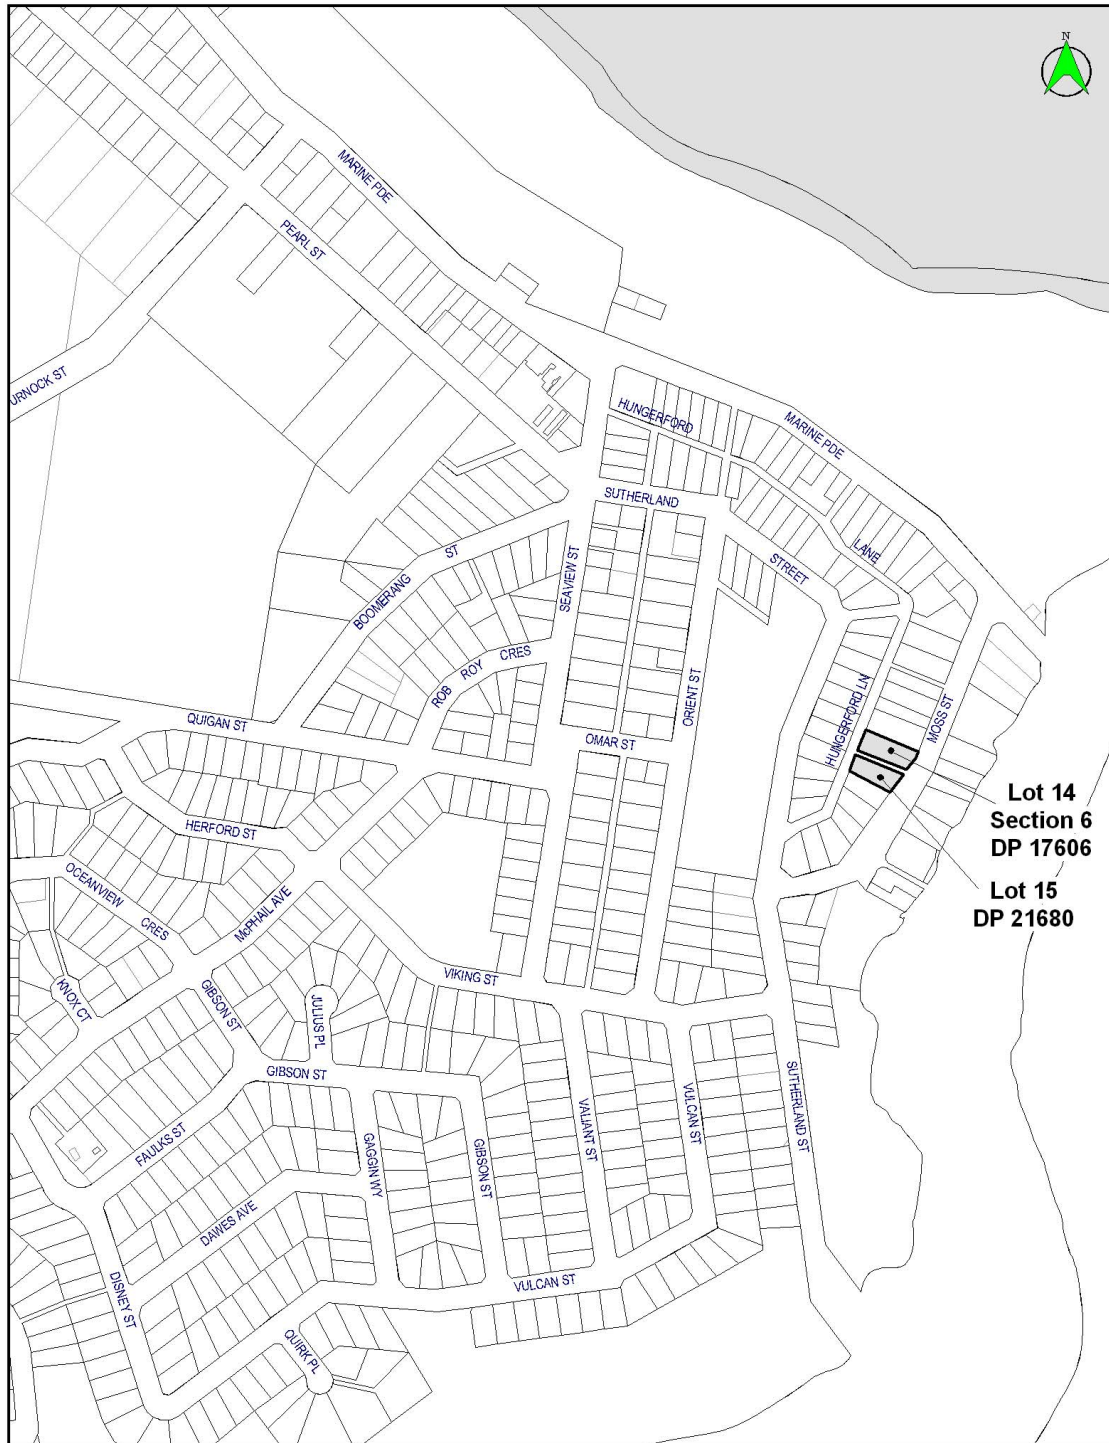 N
MARINE PDE
PEARL ST
URNOCK ST
HUNGERFORD
MARINE PDE
SUTHERLAND
LANE
STREET
BOOMERANG ST
SEAVIEW ST
ROB ROY CRES
ORIENT ST
HUNGERFORD LN
MOSS ST
QUIGAN ST
OMAR ST
Lot 14
Section 6
DP 17606
Lot 15
DP 21680
HERFORD ST
OCEANVIEW CRES
McPHAIL AVE
VIKING ST
KNOX CT
GIBSON ST
JULIUS PL
GIBSON ST
SUTHERLAND ST
VALIANT ST
VULCAN ST
FAULKS ST
GAGGIN WY
GIBSON ST
DAWES AVE
DISNEY ST
VULCAN ST
QUIRK PL